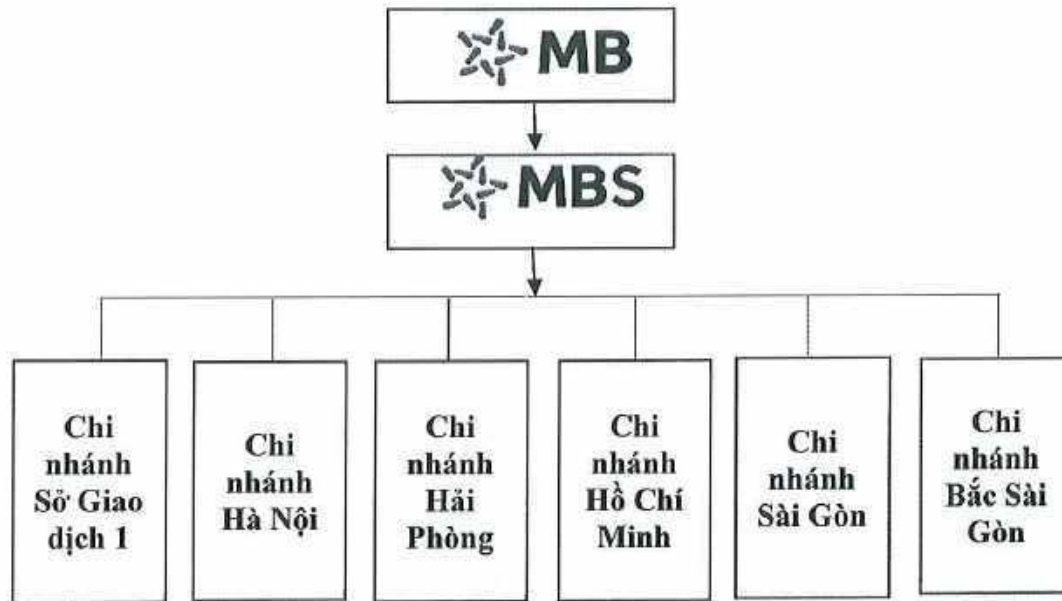 MB
MBS
Chi
nhánh
Sở Giao
dịch 1
Chi
nhánh
Hà Nội
Chi
nhánh
Hải
Phòng
Chi
nhánh
Hồ Chí
Minh
Chi
nhánh
Sài Gòn
Chi
nhánh
Bắc Sài
Gòn